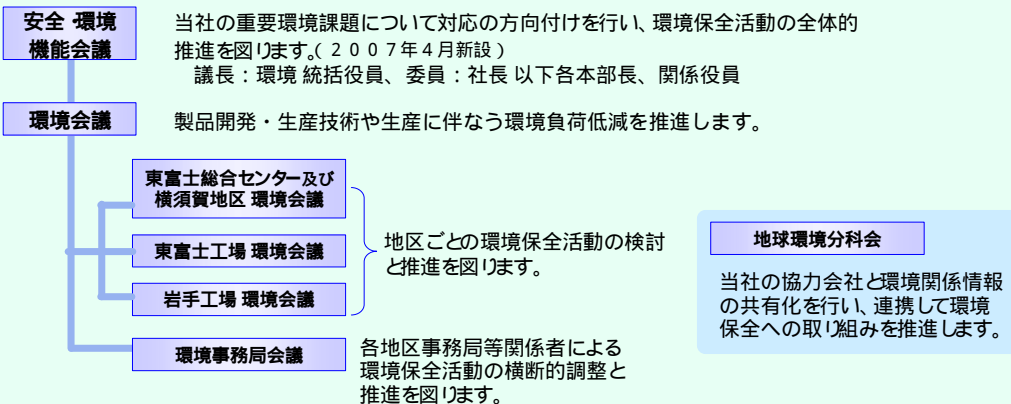 安全・環境
機能会議
当社の重要環境課題について対応の方向付けを行い、環境保全活動の全体的
推進を図ります。(2007年4月新設)
議長：環境 統括役員、委員：社長 以下各本部長、関係役員
環境会議
製品開発・生産技術や生産に伴なう環境負荷低減を推進します。
東富士総合センター及び
横須賀地区 環境会議
東富士工場 環境会議
岩手工場 環境会議
地区ごとの環境保全活動の検討
と推進を図ります。
環境事務局会議
各地区事務局等関係者による
環境保全活動の横断的調整と
推進を図ります。
地球環境分科会
当社の協力会社と環境関係情報
の共有化を行い、連携して環境
保全への取り組みを推進します。